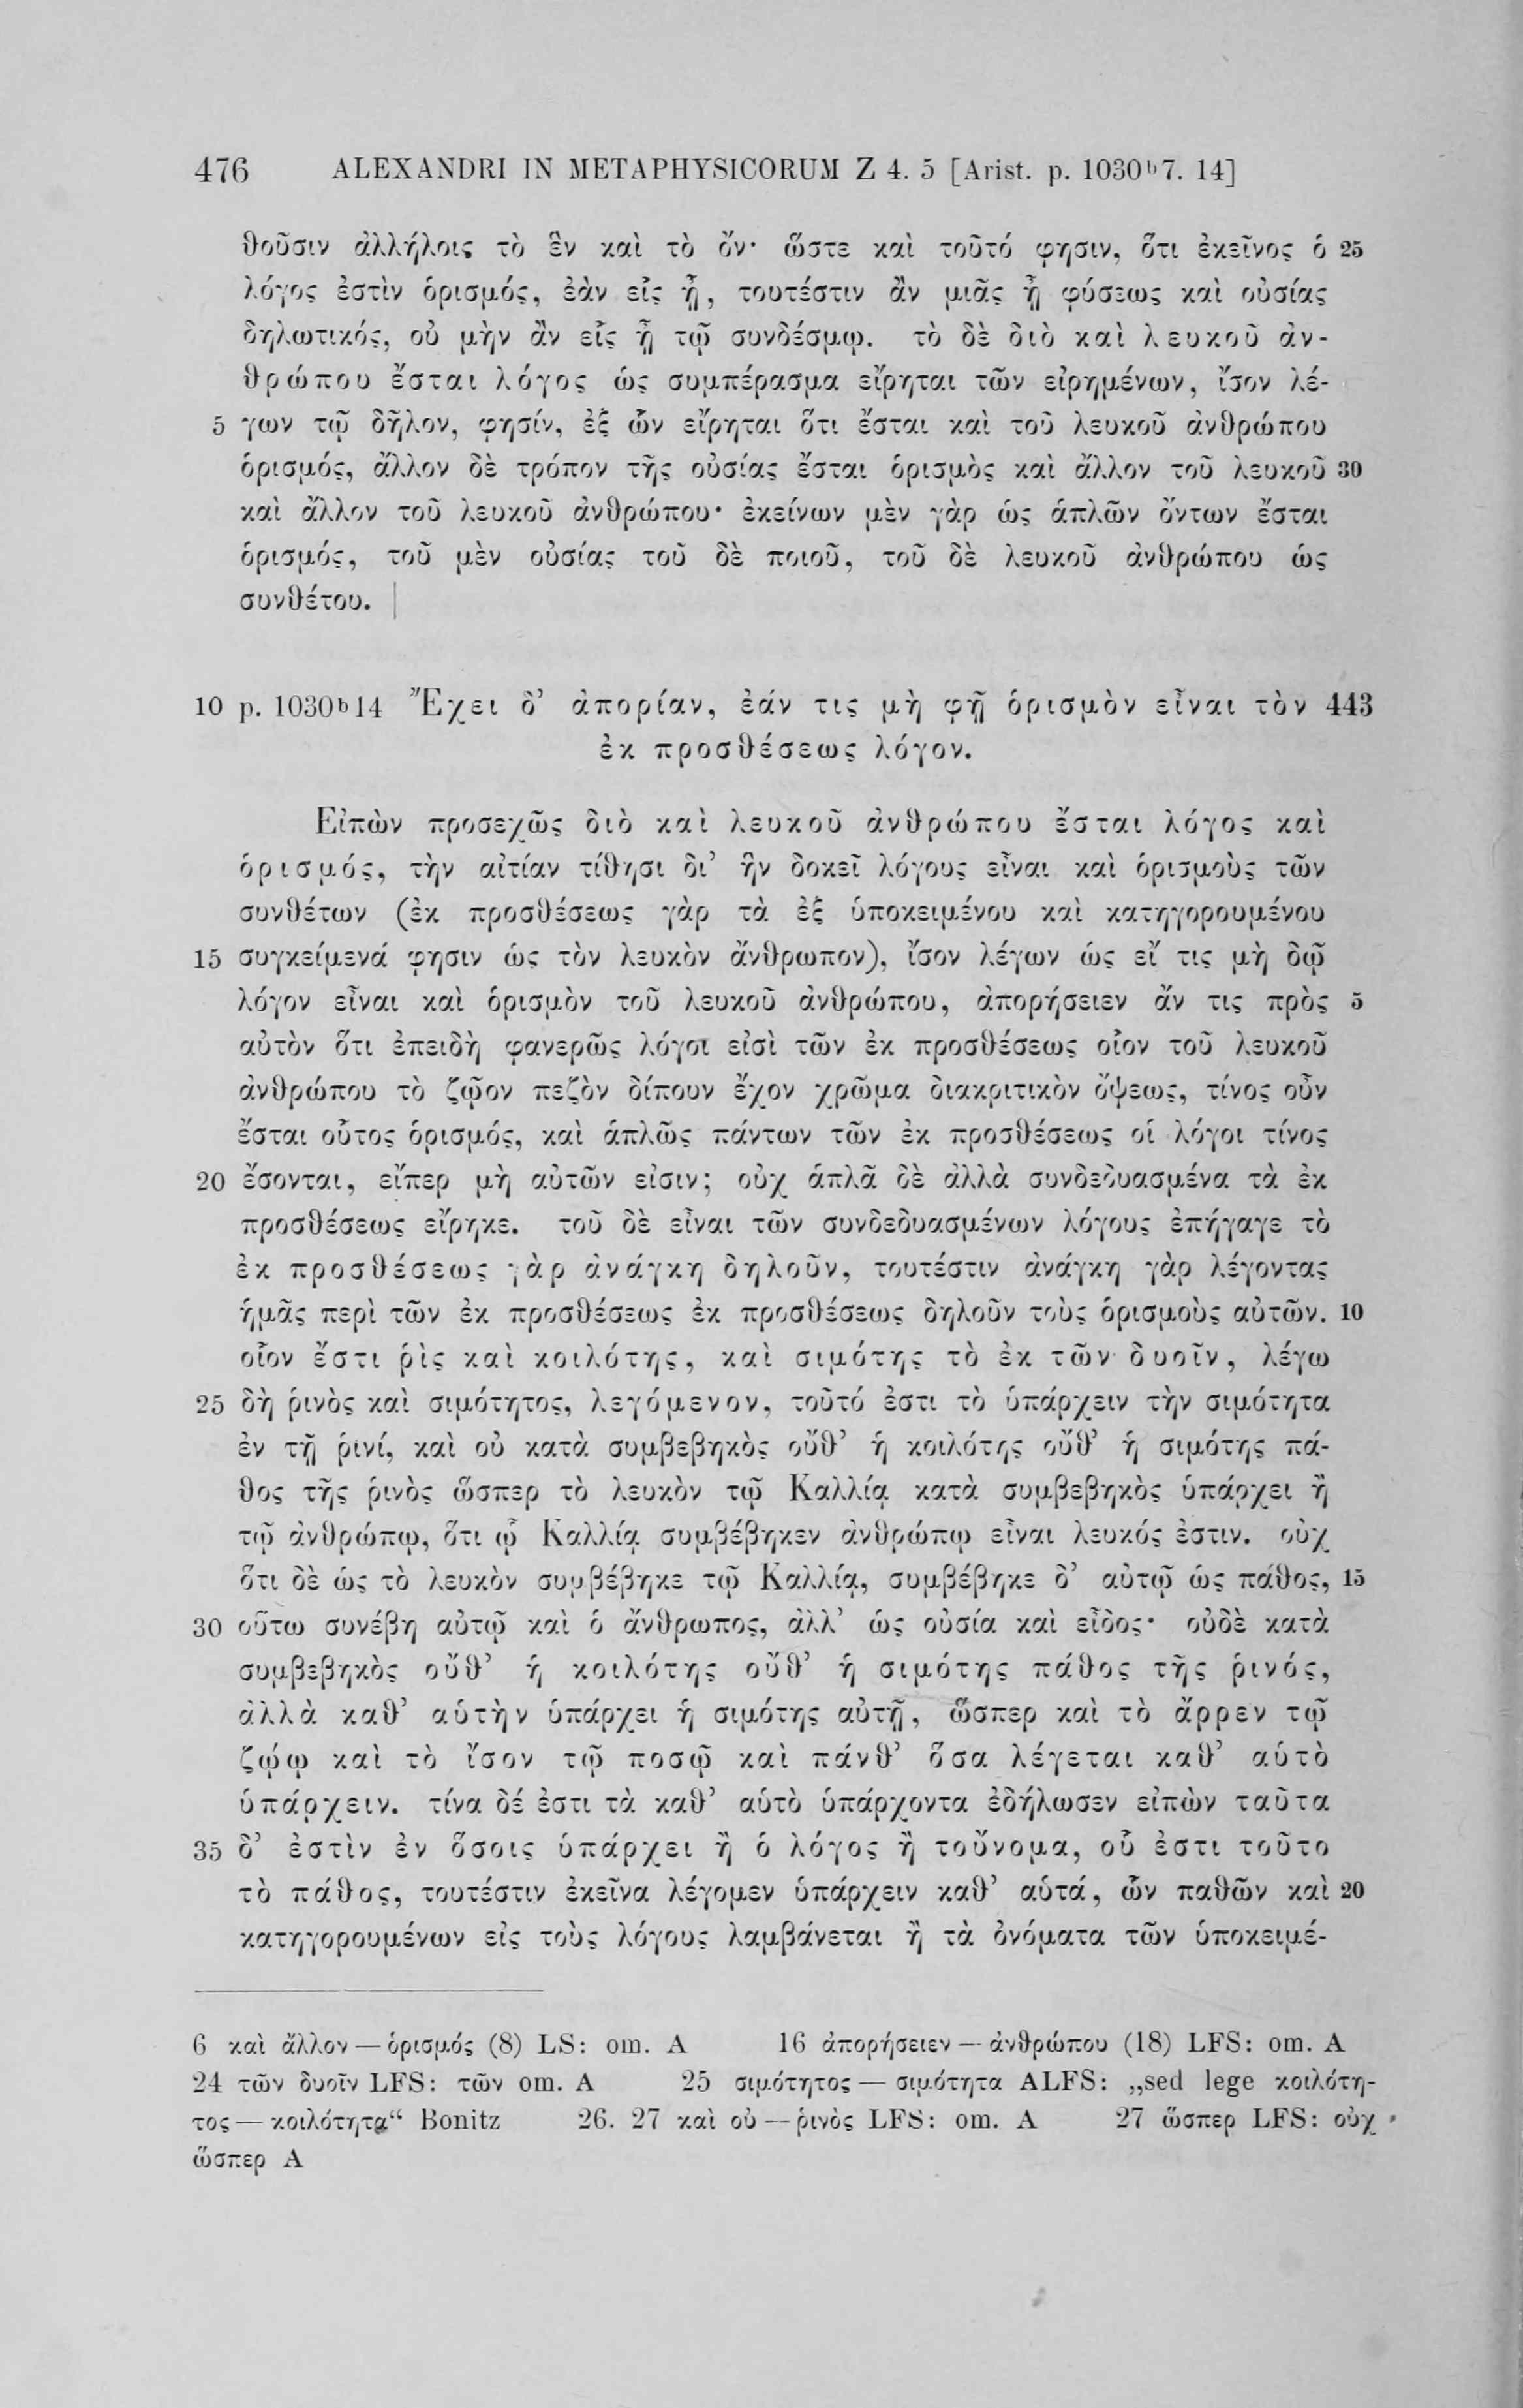 476 ALEXANDRI IN METAPHYSICORUM Z 4. 5 [Arist. p. 1030ᵇ7. 14]
θοῦσιν ἀλλήλοις τὸ ἓν καὶ τὸ ὄν· ὥστε καὶ τοῦτό φησιν, ὅτι ἐκεῖνος ὁ 25
λόγος ἐστὶν ὁρισμός, ἐὰν εἷς ᾖ, τουτέστιν ἂν μιᾶς ᾖ φύσεως καὶ οὐσίας
δηλωτικός, οὐ μὴν ἂν εἷς ᾖ τῷ συνδέσμῳ. τὸ δὲ διὸ καὶ λευκοῦ ἀν-
θρώπου ἔσται λόγος ὡς συμπέρασμα εἴρηται τῶν εἰρημένων, ἴσον λέ-
5 γων τῷ δῆλον, φησίν, ἐξ ὧν εἴρηται ὅτι ἔσται καὶ τοῦ λευκοῦ ἀνθρώπου
ὁρισμός, ἄλλον δὲ τρόπον τῆς οὐσίας ἔσται ὁρισμὸς καὶ ἄλλον τοῦ λευκοῦ 30
καὶ ἄλλον τοῦ λευκοῦ ἀνθρώπου· ἐκείνων μὲν γὰρ ὡς ἁπλῶν ὄντων ἔσται
ὁρισμός, τοῦ μὲν οὐσίας τοῦ δὲ ποιοῦ, τοῦ δὲ λευκοῦ ἀνθρώπου ὡς
συνθέτου. |
10 p. 1030ᵇ14 Ἔχει δ' ἀπορίαν, ἐάν τις μὴ φῇ ὁρισμὸν εἶναι τὸν 443
ἐκ προσθέσεως λόγον.
Εἰπὼν προσεχῶς διὸ καὶ λευκοῦ ἀνθρώπου ἔσται λόγος καὶ
ὁρισμός, τὴν αἰτίαν τίθησι δι' ἣν δοκεῖ λόγους εἶναι καὶ ὁρισμοὺς τῶν
συνθέτων (ἐκ προσθέσεως γὰρ τὰ ἐξ ὑποκειμένου καὶ κατηγορουμένου
15 συγκείμενά φησιν ὡς τὸν λευκὸν ἄνθρωπον), ἴσον λέγων ὡς εἴ τις μὴ δῷ
λόγον εἶναι καὶ ὁρισμὸν τοῦ λευκοῦ ἀνθρώπου, ἀπορήσειεν ἄν τις πρὸς 5
αὐτὸν ὅτι ἐπειδὴ φανερῶς λόγοι εἰσὶ τῶν ἐκ προσθέσεως οἷον τοῦ λευκοῦ
ἀνθρώπου τὸ ζῷον πεζὸν δίπουν ἔχον χρῶμα διακριτικὸν ὄψεως, τίνος οὖν
ἔσται οὗτος ὁρισμός, καὶ ἁπλῶς πάντων τῶν ἐκ προσθέσεως οἱ λόγοι τίνος
20 ἔσονται, εἴπερ μὴ αὐτῶν εἰσιν; οὐχ ἁπλᾶ δὲ ἀλλὰ συνδεδυασμένα τὰ ἐκ
προσθέσεως εἴρηκε. τοῦ δὲ εἶναι τῶν συνδεδυασμένων λόγους ἐπήγαγε τὸ
ἐκ προσθέσεως γὰρ ἀνάγκη δηλοῦν, τουτέστιν ἀνάγκη γὰρ λέγοντας
ἡμᾶς περὶ τῶν ἐκ προσθέσεως ἐκ προσθέσεως δηλοῦν τοὺς ὁρισμοὺς αὐτῶν. 10
οἷον ἔστι ῥὶς καὶ κοιλότης, καὶ σιμότης τὸ ἐκ τῶν δυοῖν, λέγω
25 δὴ ῥινὸς καὶ σιμότητος, λεγόμενον, τοῦτό ἐστι τὸ ὑπάρχειν τὴν σιμότητα
ἐν τῇ ῥινί, καὶ οὐ κατὰ συμβεβηκὸς οὔθ' ἡ κοιλότης οὔθ' ἡ σιμότης πά-
θος τῆς ῥινὸς ὥσπερ τὸ λευκὸν τῷ Καλλίᾳ κατὰ συμβεβηκὸς ὑπάρχει ἢ
τῷ ἀνθρώπῳ, ὅτι ᾧ Καλλίᾳ συμβέβηκεν ἀνθρώπῳ εἶναι λευκός ἐστιν. οὐχ
ὅτι δὲ ὡς τὸ λευκὸν συμβέβηκε τῷ Καλλίᾳ, συμβέβηκε δ' αὐτῷ ὡς πάθος, 15
30 οὕτω συνέβη αὐτῷ καὶ ὁ ἄνθρωπος, ἀλλ' ὡς οὐσία καὶ εἶδος· οὐδὲ κατὰ
συμβεβηκὸς οὔθ' ἡ κοιλότης οὔθ' ἡ σιμότης πάθος τῆς ῥινός,
ἀλλὰ καθ' αὑτὴν ὑπάρχει ἡ σιμότης αὐτῇ, ὥσπερ καὶ τὸ ἄρρεν τῷ
ζῴῳ καὶ τὸ ἴσον τῷ ποσῷ καὶ πάνθ' ὅσα λέγεται καθ' αὑτὸ
ὑπάρχειν. τίνα δέ ἐστι τὰ καθ' αὑτὸ ὑπάρχοντα ἐδήλωσεν εἰπὼν ταῦτα
35 δ' ἐστὶν ἐν ὅσοις ὑπάρχει ἢ ὁ λόγος ἢ τοὔνομα, οὗ ἐστι τοῦτο
τὸ πάθος, τουτέστιν ἐκεῖνα λέγομεν ὑπάρχειν καθ' αὑτά, ὧν παθῶν καὶ 20
κατηγορουμένων εἰς τοὺς λόγους λαμβάνεται ἢ τὰ ὀνόματα τῶν ὑποκειμέ-
6 καὶ ἄλλον — ὁρισμός (8) LS: om. A 16 ἀπορήσειεν — ἀνθρώπου (18) LFS: om. A
24 τῶν δυοῖν LFS: τῶν om. A 25 σιμότητος — σιμότητα ALFS: „sed lege κοιλότη-
τος — κοιλότητα“ Bonitz 26. 27 καὶ οὐ — ῥινὸς LFS: om. A 27 ὥσπερ LFS: οὐχ
ὥσπερ A